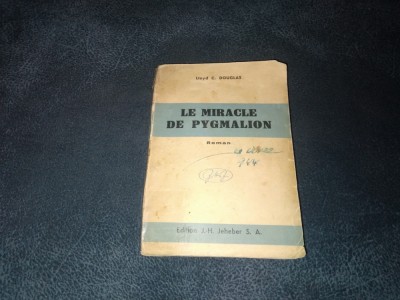 Lloyd C. DOUGLAS
LE MIRACLE
DE PYGMALION
Roman
Edition J.-H. Jeheber S. A.